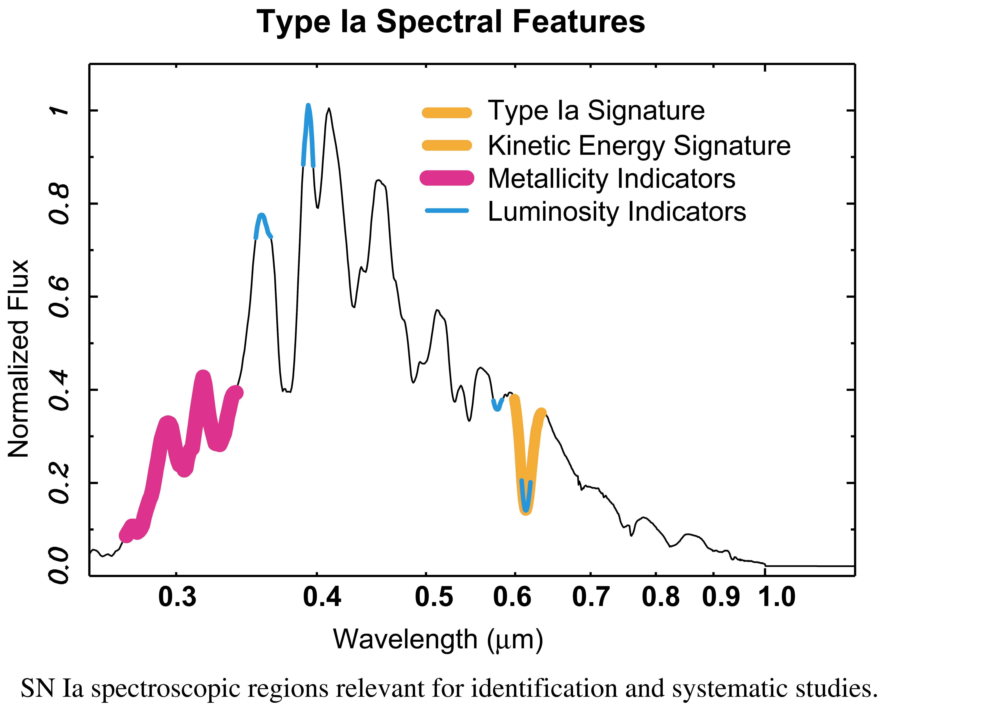 Type Ia Spectral Features
Type Ia Signature
Kinetic Energy Signature
Metallicity Indicators
Luminosity Indicators
Normalized Flux
1
0.8
0.6
0.4
0.2
0.0
0.3 0.4 0.5 0.6 0.7 0.8 0.9 1.0
Wavelength (μm)
SN Ia spectroscopic regions relevant for identification and systematic studies.